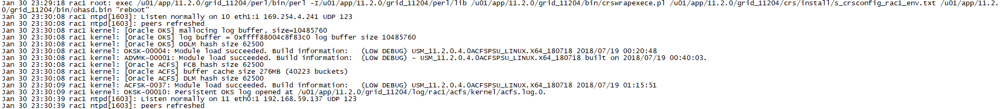 Jan 30 23:29:18 rac1 root: exec /u01/app/11.2.0/grid_11204/perl/bin/perl -I/u01/app/11.2.0/grid_11204/perl/lib /u01/app/11.2.0/grid_11204/bin/crswrapexece.pl /u01/app/11.2.0/grid_11204/crs/install/s_crsconfig_rac1_env.txt /u01/app/11.2.
0/grid_11204/bin/ohasd.bin "reboot"
Jan 30 23:30:08 rac1 ntpd[1603]: Listen normally on 10 eth1:1 169.254.4.241 UDP 123
Jan 30 23:30:08 rac1 ntpd[1603]: peers refreshed
Jan 30 23:30:08 rac1 kernel: [Oracle OKS] mallocing log buffer, size=10485760
Jan 30 23:30:08 rac1 kernel: [Oracle OKS] log buffer = 0xffff88004c8f83c0 log buffer size 10485760
Jan 30 23:30:08 rac1 kernel: [Oracle OKS] ODLM hash size 62500
Jan 30 23:30:08 rac1 kernel: OKSK-00004: Module load succeeded. Build information:   (LOW DEBUG) USM_11.2.0.4.0ACFSPSU_LINUX.X64_180718 2018/07/19 00:20:48
Jan 30 23:30:08 rac1 kernel: ADVMK-00001: Module load succeeded. Build information:  (LOW DEBUG) - USM_11.2.0.4.0ACFSPSU_LINUX.X64_180718 built on 2018/07/19 00:40:03.
Jan 30 23:30:08 rac1 kernel: [Oracle ACFS] FCB hash size 62500
Jan 30 23:30:08 rac1 kernel: [Oracle ACFS] buffer cache size 276MB (40223 buckets)
Jan 30 23:30:08 rac1 kernel: [Oracle ACFS] DLM hash size 62500
Jan 30 23:30:09 rac1 kernel: ACFSK-0037: Module load succeeded. Build information:   (LOW DEBUG) USM_11.2.0.4.0ACFSPSU_LINUX.X64_180718 2018/07/19 01:15:51
Jan 30 23:30:09 rac1 kernel: OKSK-00010: Persistent OKS log opened at /u01/app/11.2.0/grid_11204/log/rac1/acfs/kernel/acfs.log.0.
Jan 30 23:30:39 rac1 ntpd[1603]: Listen normally on 11 eth0:1 192.168.59.137 UDP 123
Jan 30 23:30:39 rac1 ntpd[1603]: peers refreshed